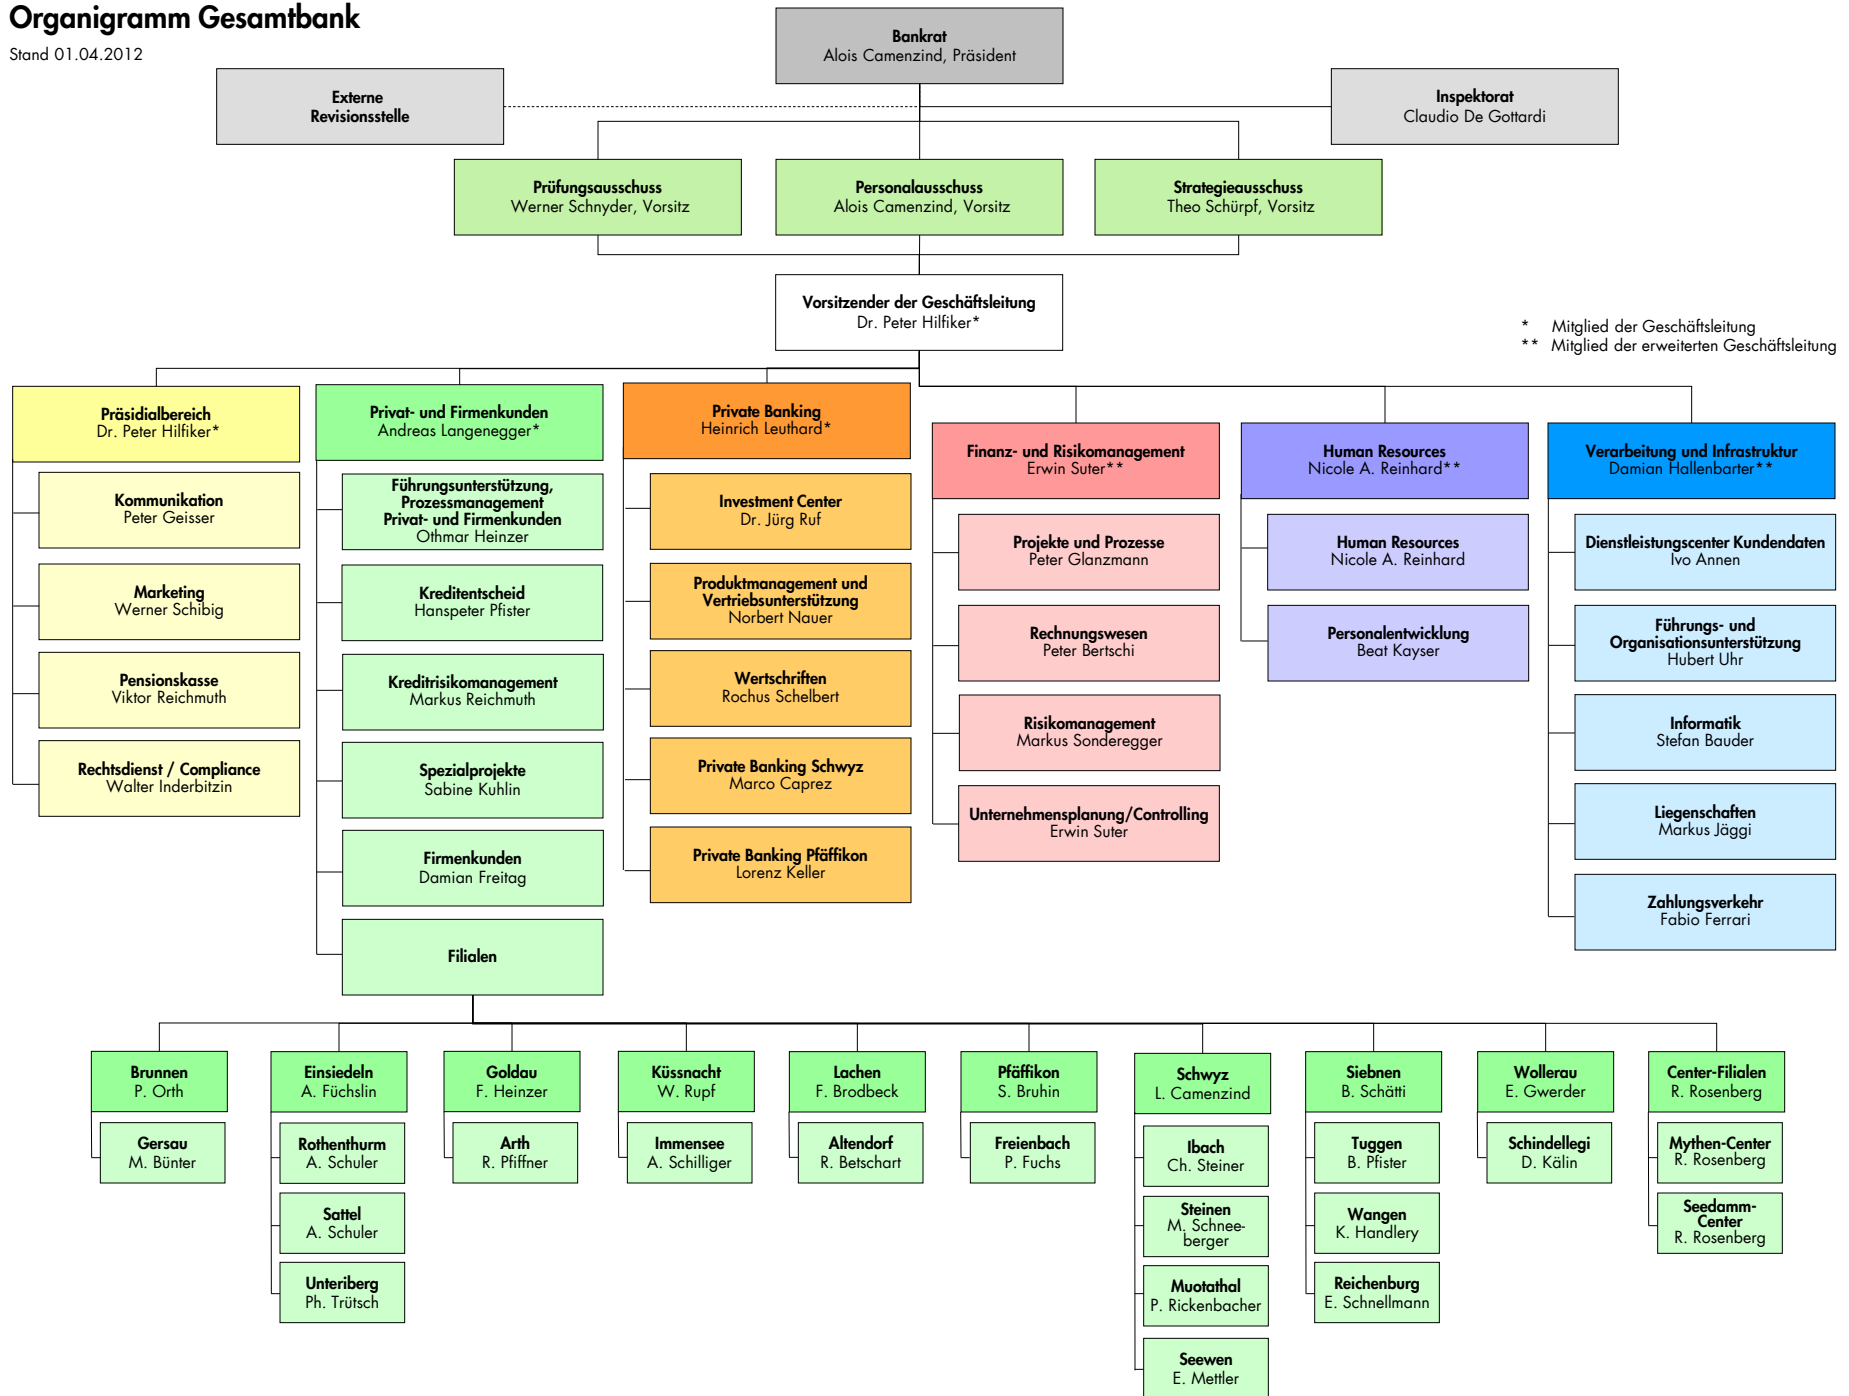 Organigramm Gesamtbank
Stand 01.04.2012
Bankrat
Alois Camenzind, Präsident
Externe
Revisionsstelle
Inspektorat
Claudio De Gottardi
Prüfungsausschuss
Werner Schnyder, Vorsitz
Personalausschuss
Alois Camenzind, Vorsitz
Strategieausschuss
Theo Schürpf, Vorsitz
Vorsitzender der Geschäftsleitung
Dr. Peter Hilfiker*
* Mitglied der Geschäftsleitung
** Mitglied der erweiterten Geschäftsleitung
Präsidialbereich
Dr. Peter Hilfiker*
Kommunikation
Peter Geisser
Marketing
Werner Schibig
Pensionskasse
Viktor Reichmuth
Rechtsdienst / Compliance
Walter Inderbitzin
Privat- und Firmenkunden
Andreas Langenegger*
Führungsunterstützung,
Prozessmanagement
Privat- und Firmenkunden
Othmar Heinzer
Kreditentscheid
Hanspeter Pfister
Kreditrisikomanagement
Markus Reichmuth
Spezialprojekte
Sabine Kuhlin
Firmenkunden
Damian Freitag
Filialen
Private Banking
Heinrich Leuthard*
Investment Center
Dr. Jürg Ruf
Produktmanagement und
Vertriebsunterstützung
Norbert Nauer
Wertschriften
Rochus Schelbert
Private Banking Schwyz
Marco Caprez
Private Banking Pfäffikon
Lorenz Keller
Finanz- und Risikomanagement
Erwin Suter**
Projekte und Prozesse
Peter Glanzmann
Rechnungswesen
Peter Bertschi
Risikomanagement
Markus Sonderegger
Unternehmensplanung/Controlling
Erwin Suter
Human Resources
Nicole A. Reinhard**
Human Resources
Nicole A. Reinhard
Personalentwicklung
Beat Kayser
Verarbeitung und Infrastruktur
Damian Hallenbarter**
Dienstleistungscenter Kundendaten
Ivo Annen
Führungs- und
Organisationsunterstützung
Hubert Uhr
Informatik
Stefan Bauder
Liegenschaften
Markus Jäggi
Zahlungsverkehr
Fabio Ferrari
Brunnen
P. Orth
Gersau
M. Bünter
Einsiedeln
A. Füchslin
Rothenthurm
A. Schuler
Sattel
A. Schuler
Unteriberg
Ph. Trütsch
Goldau
F. Heinzer
Arth
R. Pfiffner
Küssnacht
W. Rupf
Immensee
A. Schilliger
Lachen
F. Brodbeck
Altendorf
R. Betschart
Pfäffikon
S. Bruhin
Freienbach
P. Fuchs
Schwyz
L. Camenzind
Ibach
Ch. Steiner
Steinen
M. Schnee-
berger
Muotathal
P. Rickenbacher
Seewen
E. Mettler
Siebnen
B. Schätti
Tuggen
B. Pfister
Wangen
K. Handlery
Reichenburg
E. Schnellmann
Wollerau
E. Gwerder
Schindellegi
D. Kälin
Center-Filialen
R. Rosenberg
Mythen-Center
R. Rosenberg
Seedamm-
Center
R. Rosenberg